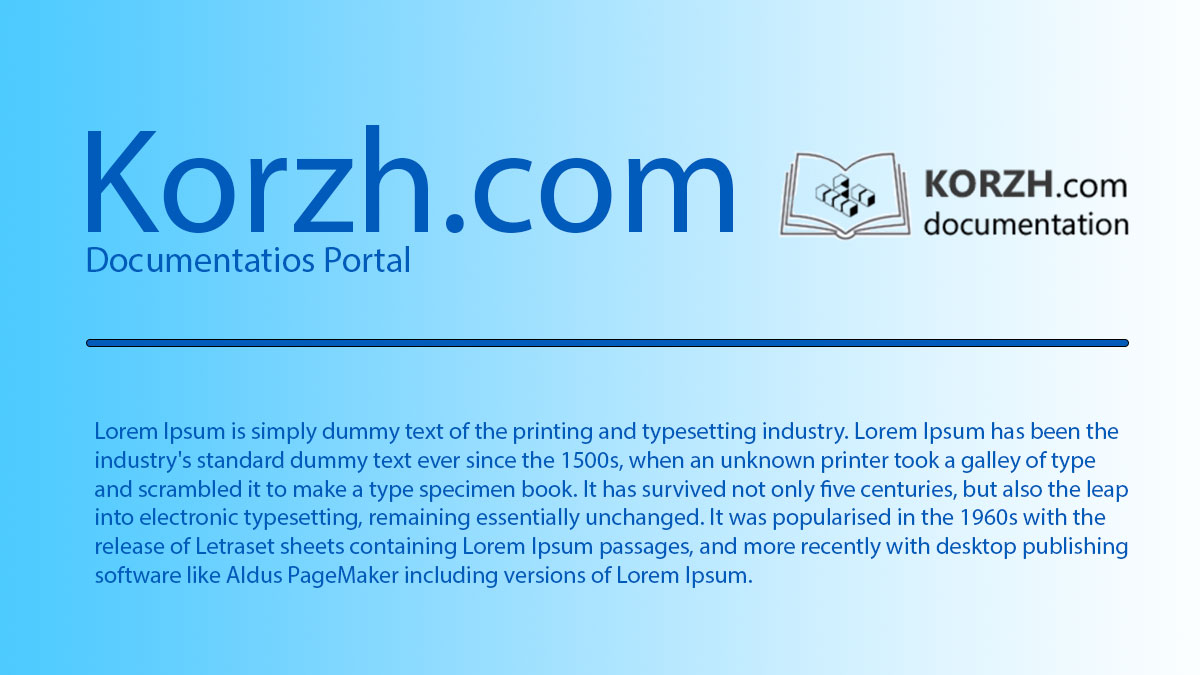 Korzh.com
Documentatios Portal
KORZH.com
documentation
Lorem Ipsum is simply dummy text of the printing and typesetting industry. Lorem Ipsum has been the
industry's standard dummy text ever since the 1500s, when an unknown printer took a galley of type
and scrambled it to make a type specimen book. It has survived not only five centuries, but also the leap
into electronic typesetting, remaining essentially unchanged. It was popularised in the 1960s with the
release of Letraset sheets containing Lorem Ipsum passages, and more recently with desktop publishing
software like Aldus PageMaker including versions of Lorem Ipsum.